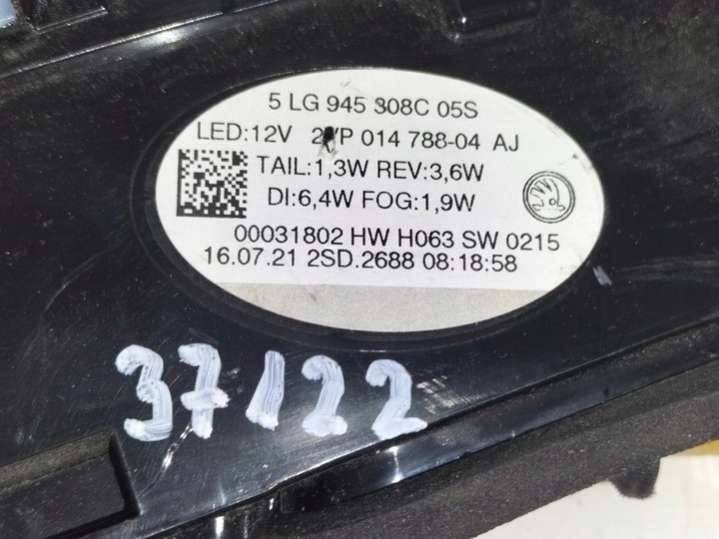 5 LG 945 308C 05S
LED:12V 014 788-04 AJ
TAIL:1,3W REV:3,6W
DI:6,4W FOG:1,9W
00031802 HW H063 SW 0215
16.07.21 2SD.2688 08:18:58
37122